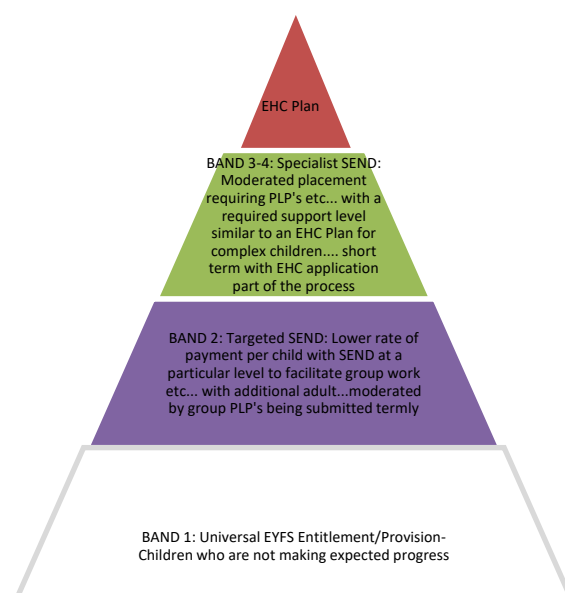 EHC Plan
BAND 3-4: Specialist SEND:
Moderated placement
requiring PLP's etc... with a
required support level
similar to an EHC Plan for
complex children.... short
term with EHC application
part of the process
BAND 2: Targeted SEND: Lower rate of
payment per child with SEND at a
particular level to facilitate group work
etc... with additional adult...moderated
by group PLP's being submitted termly
BAND 1: Universal EYFS Entitlement/Provision-
Children who are not making expected progress